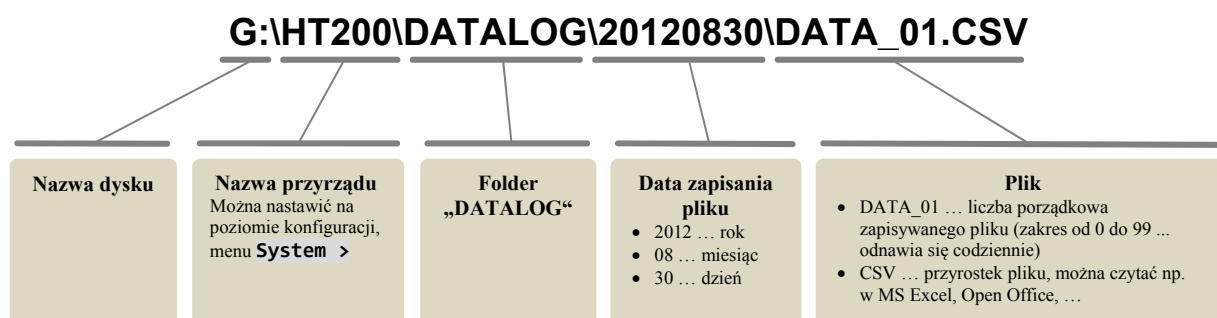 G:\HT200\DATALOG\20120830\DATA_01.CSV
Nazwa dysku
Nazwa przyrządu
Można nastawić na
poziomie konfiguracji,
menu System >
Folder
„DATALOG“
Data zapisania
pliku
• 2012 … rok
• 08 … miesiąc
• 30 … dzień
Plik
• DATA_01 … liczba porządkowa
zapisywanego pliku (zakres od 0 do 99 ...
odnawia się codziennie)
• CSV … przyrostek pliku, można czytać np.
w MS Excel, Open Office, …